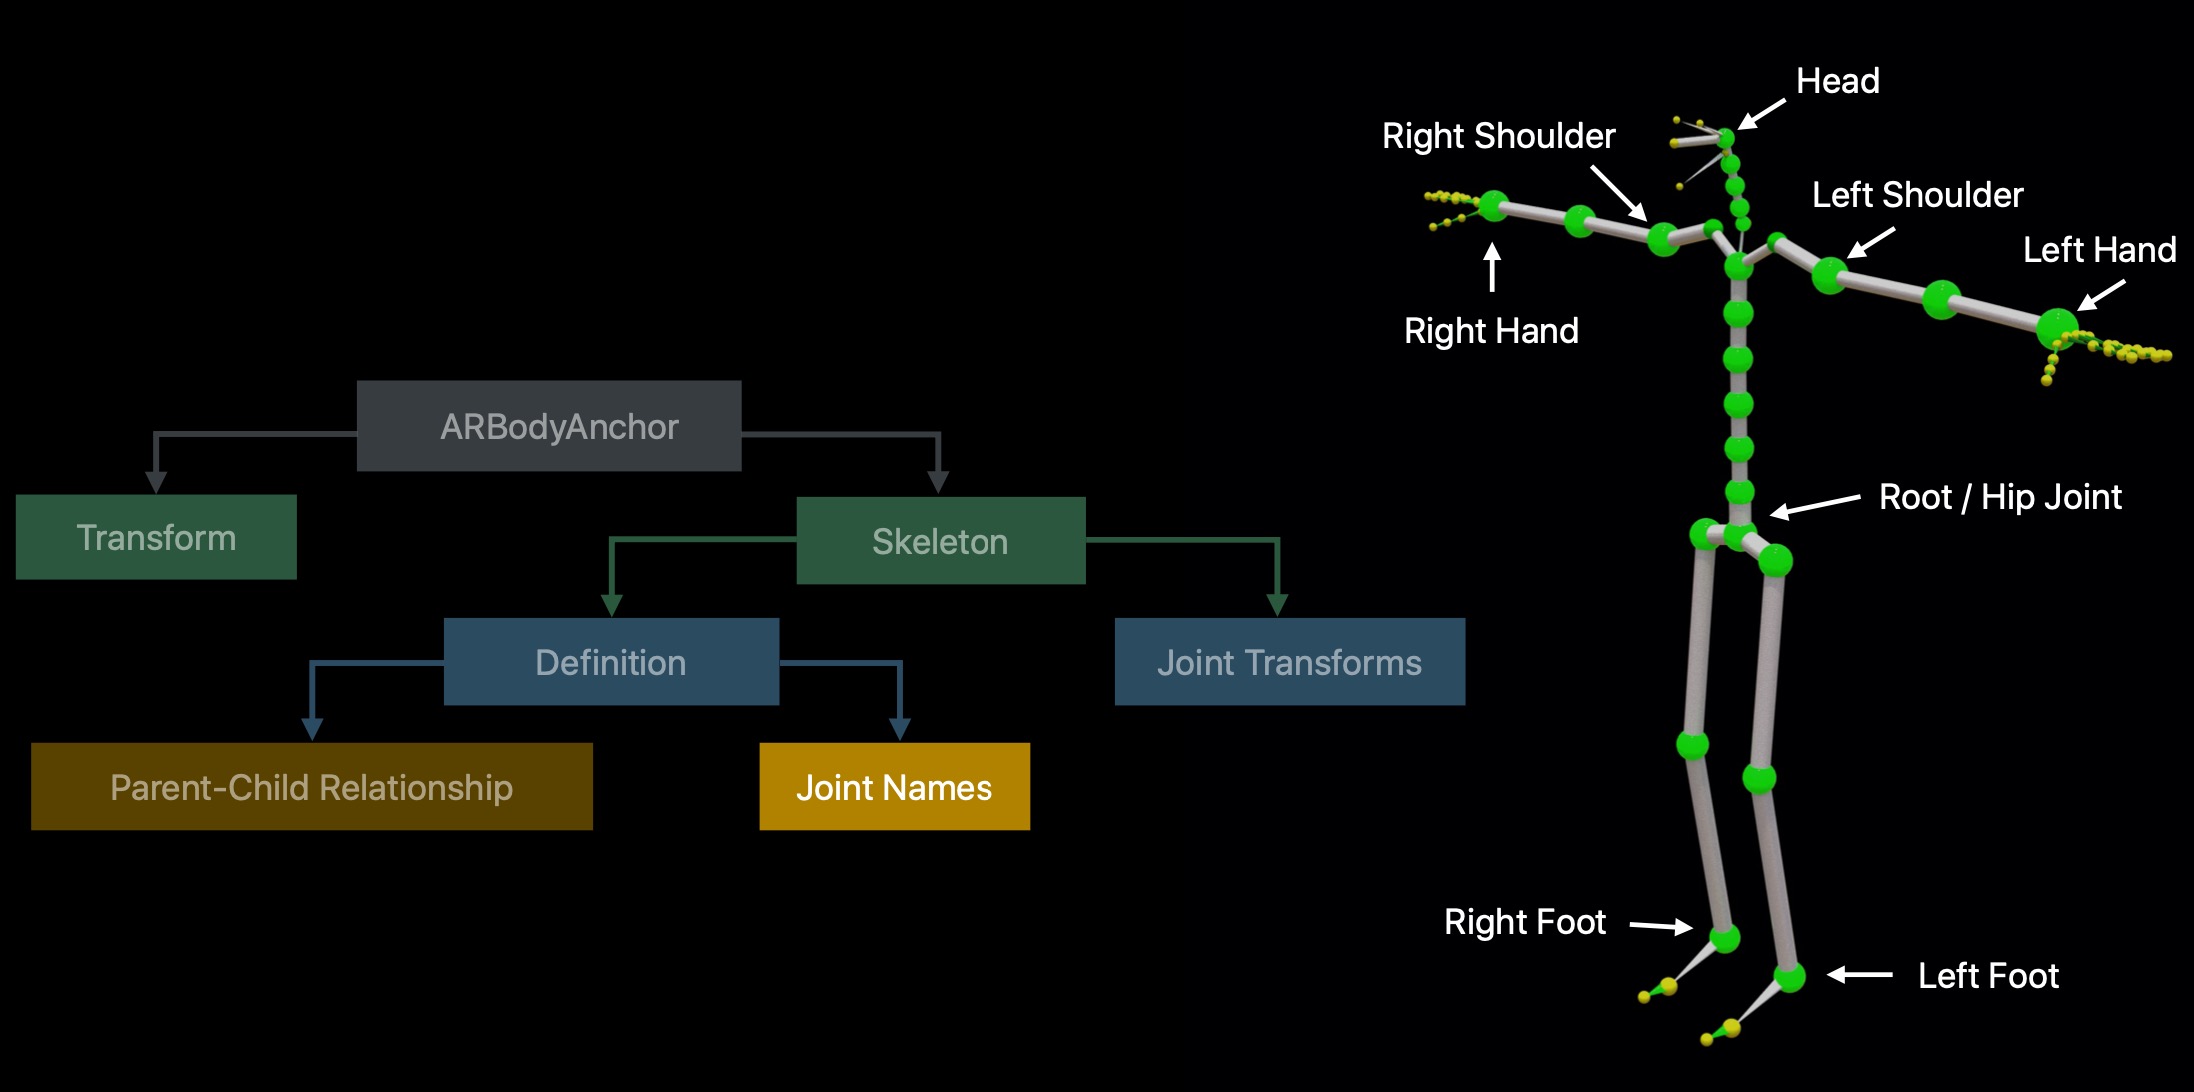 ARBodyAnchor
Transform
Skeleton
Definition
Joint Transforms
Parent-Child Relationship
Joint Names
Head
Right Shoulder
Left Shoulder
Left Hand
Right Hand
Root / Hip Joint
Right Foot
Left Foot